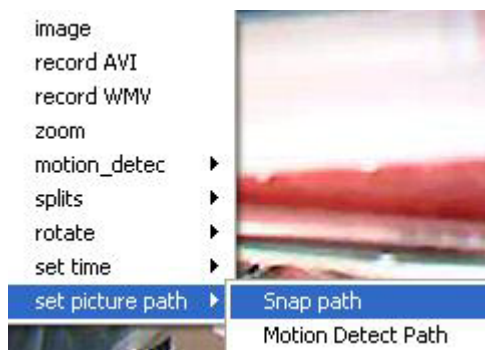 image
record AVI
record WMV
zoom
motion_detec
splits
rotate
set time
set picture path
Snap path
Motion Detect Path